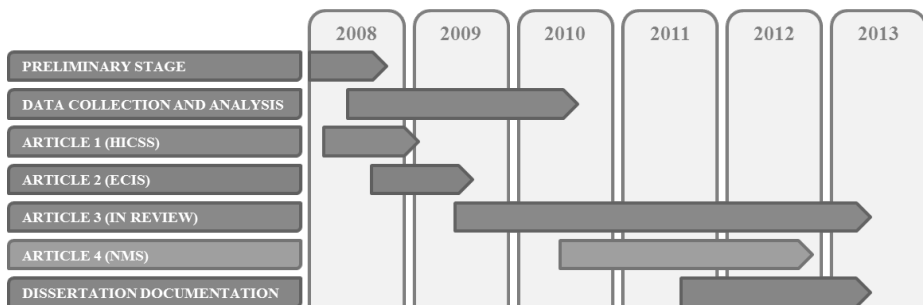 2008 2009 2010 2011 2012 2013
PRELIMINARY STAGE
DATA COLLECTION AND ANALYSIS
ARTICLE 1 (HICSS)
ARTICLE 2 (ECIS)
ARTICLE 3 (IN REVIEW)
ARTICLE 4 (NMS)
DISSERTATION DOCUMENTATION